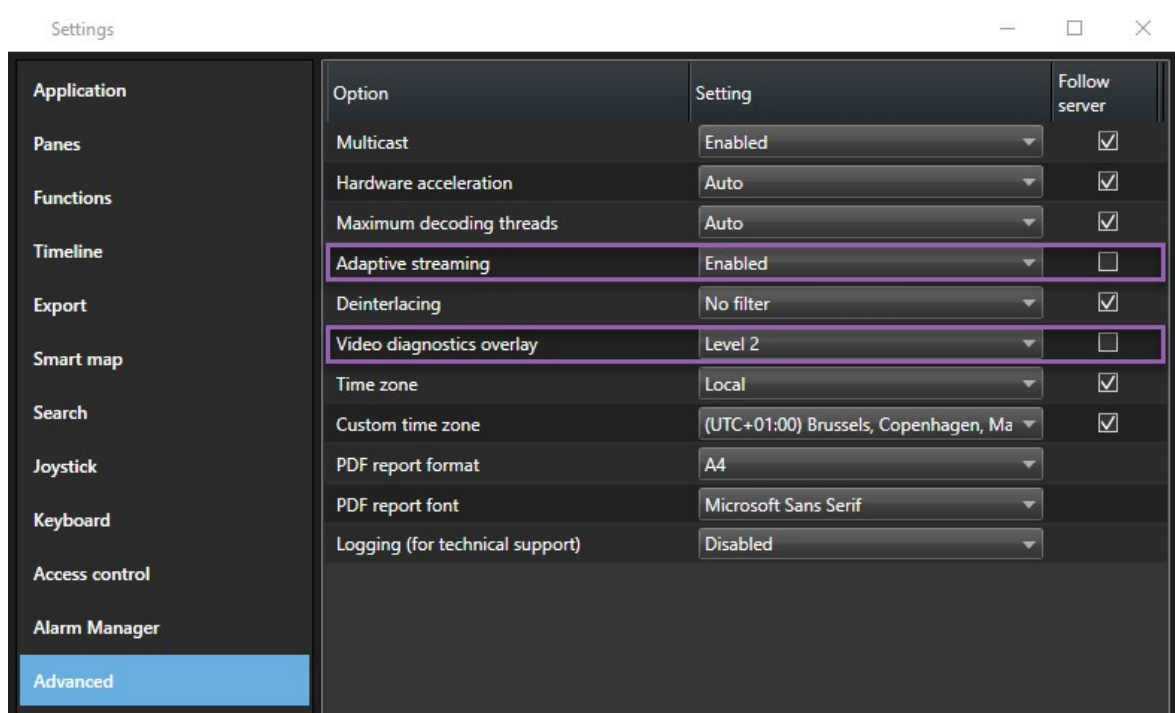 Settings
Application
Panes
Functions
Timeline
Export
Smart map
Search
Joystick
Keyboard
Access control
Alarm Manager
Advanced
Option Setting Follow server
Multicast Enabled
Hardware acceleration Auto
Maximum decoding threads Auto
Adaptive streaming Enabled
Deinterlacing No filter
Video diagnostics overlay Level 2
Time zone Local
Custom time zone (UTC+01:00) Brussels, Copenhagen, Ma
PDF report format A4
PDF report font Microsoft Sans Serif
Logging (for technical support) Disabled